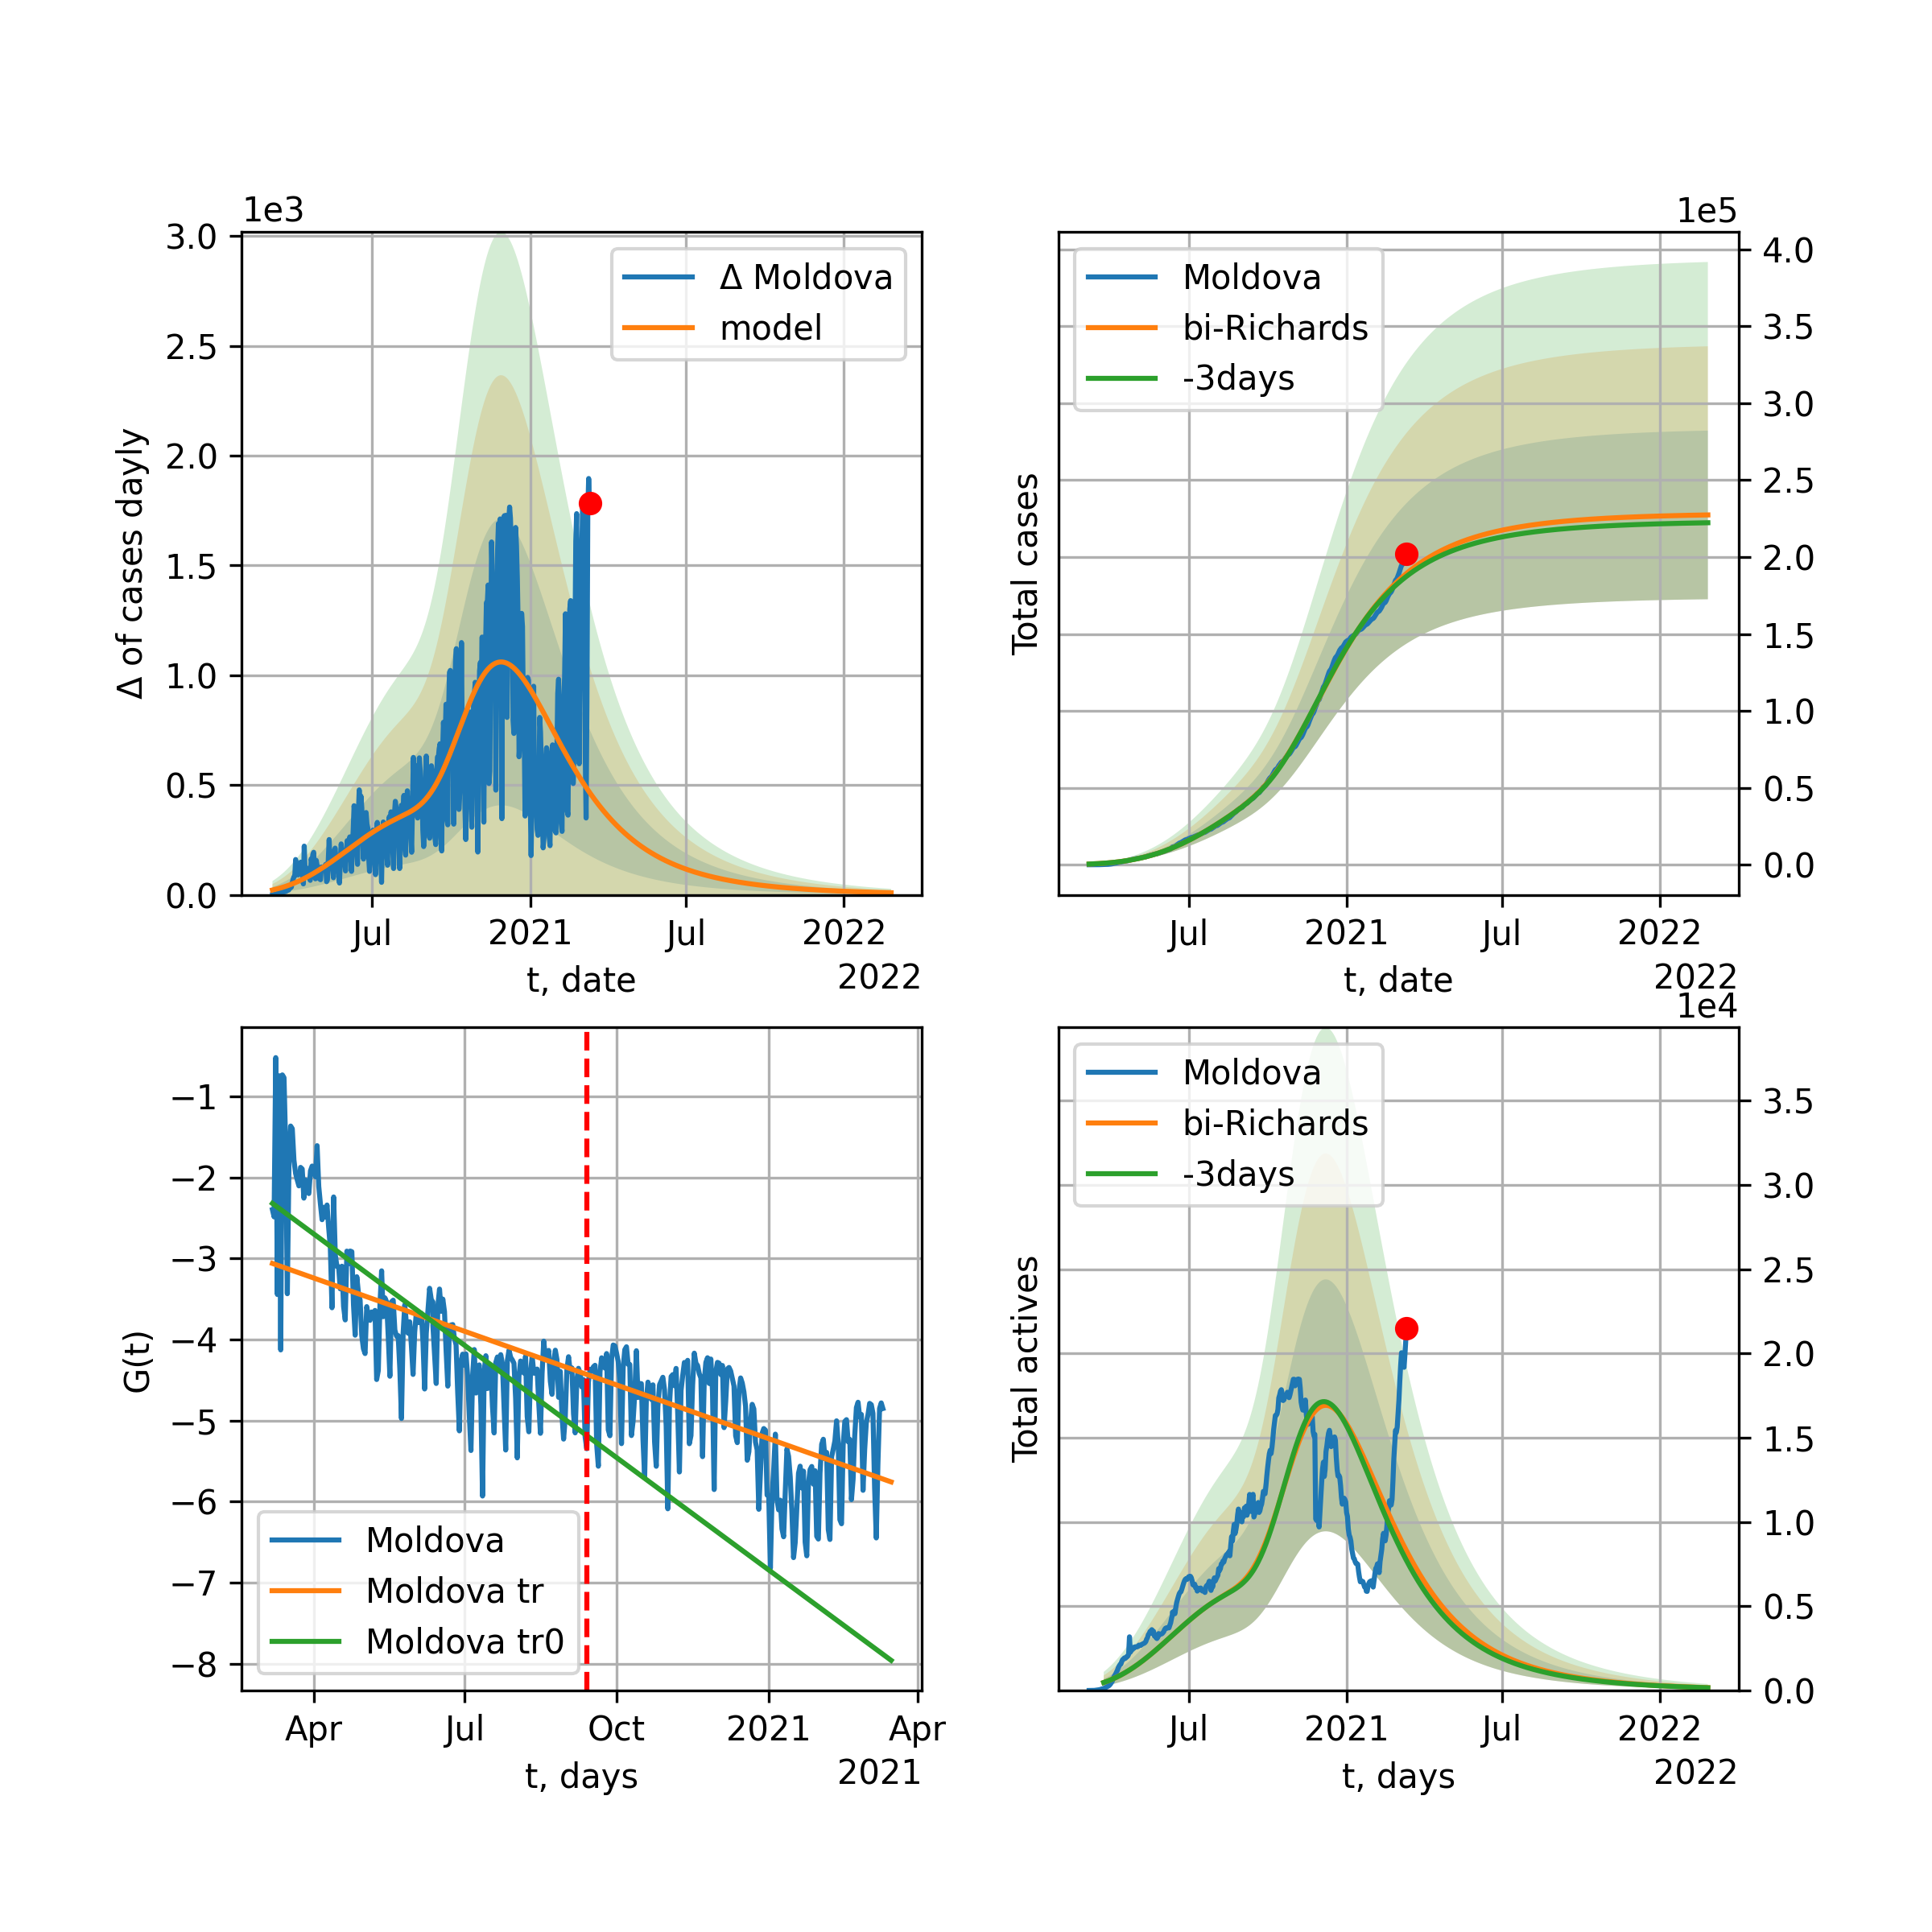 1e3
3.0
2.5
2.0
1.5
1.0
0.5
0.0
Δ of cases dayly
Δ Moldova
model
Jul
2021
Jul
2022
t, date
2022
1e5
Moldova
bi-Richards
-3days
Total cases
4.0
3.5
3.0
2.5
2.0
1.5
1.0
0.5
0.0
Jul
2021
Jul
2022
t, date
2022
−1
−2
−3
−4
−5
−6
−7
−8
G(t)
Moldova
Moldova tr
Moldova tr0
Apr
Jul
Oct
2021
Apr
t, days
2021
1e4
Moldova
bi-Richards
-3days
Total actives
3.5
3.0
2.5
2.0
1.5
1.0
0.5
0.0
Jul
2021
Jul
2022
t, days
2022